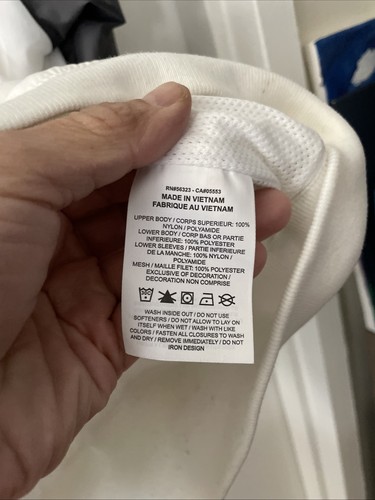 RN#56323 - CA#05553
MADE IN VIETNAM
FABRIQUE AU VIETNAM
UPPER BODY / CORPS SUPERIEUR: 100%
NYLON / POLYAMIDE
LOWER BODY / CORP BAS OR PARTIE
INFERIEURE: 100% POLYESTER
LOWER SLEEVES / PARTIE INFERIEURE
DE LA MANCHE: 100% NYLON /
POLYAMIDE
MESH / MAILLE FILET: 100% POLYESTER
EXCLUSIVE OF DECORATION /
DECORATION NON COMPRISE
WASH INSIDE OUT / DO NOT USE
SOFTENERS / DO NOT ALLOW TO LAY ON
ITSELF WHEN WET / WASH WITH LIKE
COLORS / FASTEN ALL CLOSURES TO WASH
AND DRY / REMOVE IMMEDIATELY / DO NOT
IRON DESIGN